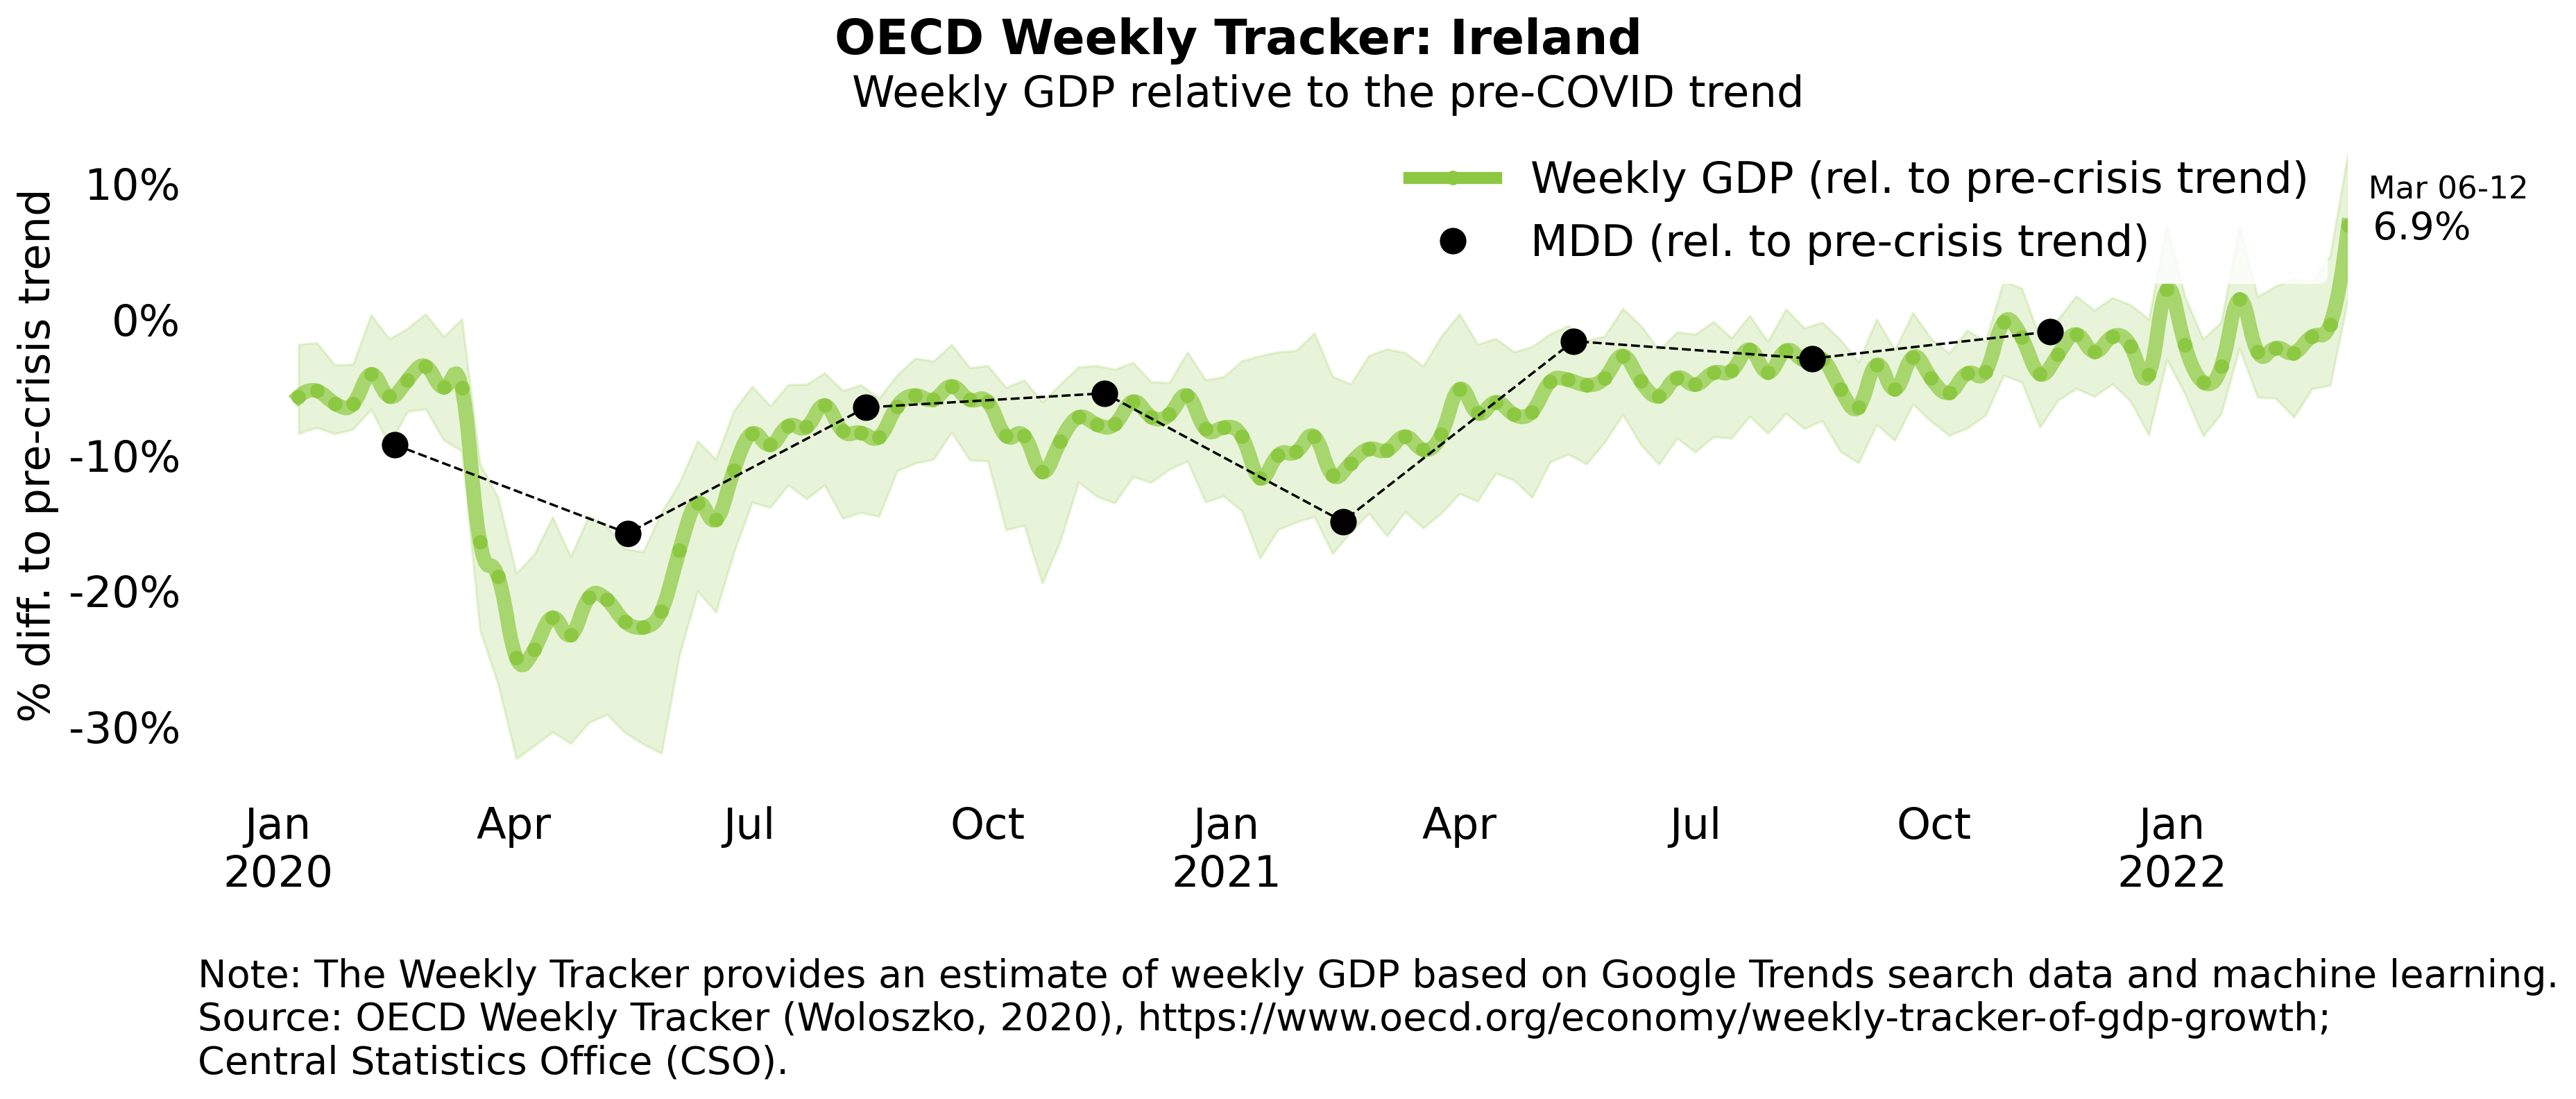 OECD Weekly Tracker: Ireland
Weekly GDP relative to the pre-COVID trend
% diff. to pre-crisis trend
10%
0%
-10%
-20%
-30%
Weekly GDP (rel. to pre-crisis trend)
MDD (rel. to pre-crisis trend)
Mar 06-12
6.9%
Jan Apr Jul Oct Jan Apr Jul Oct Jan
2020 2021 2022
Note: The Weekly Tracker provides an estimate of weekly GDP based on Google Trends search data and machine learning.
Source: OECD Weekly Tracker (Woloszko, 2020), https://www.oecd.org/economy/weekly-tracker-of-gdp-growth;
Central Statistics Office (CSO).